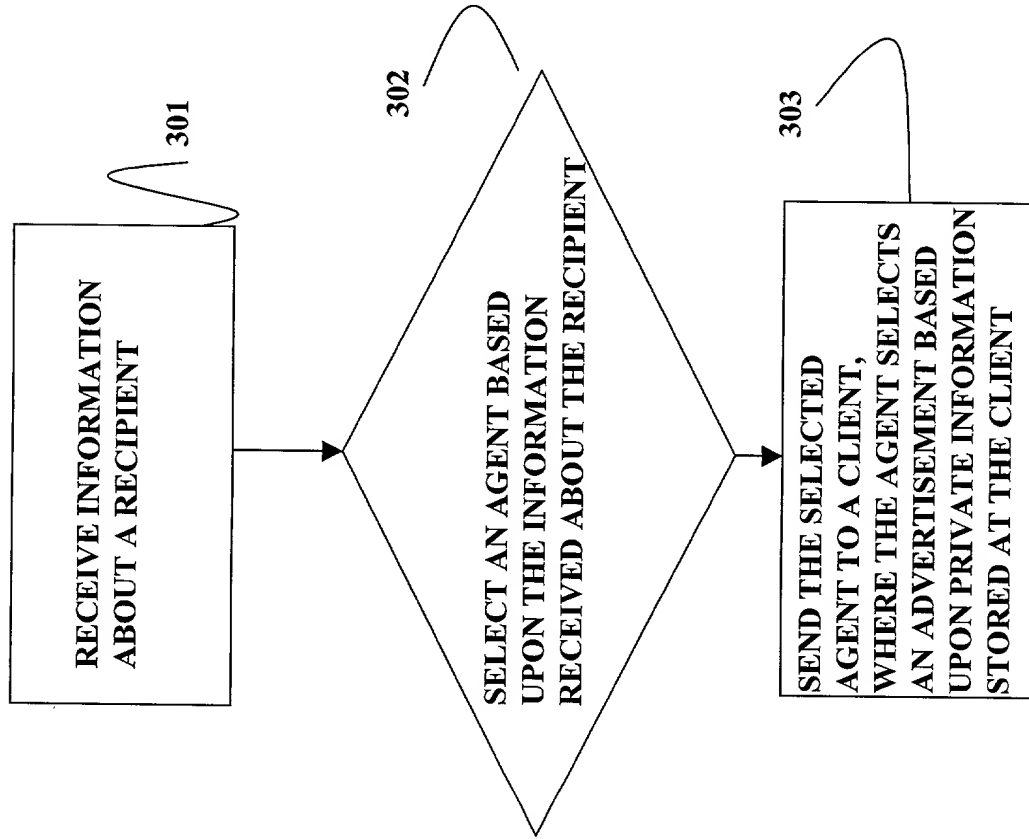 RECEIVE INFORMATION
ABOUT A RECIPIENT
301
SELECT AN AGENT BASED
UPON THE INFORMATION
RECEIVED ABOUT THE RECIPIENT
302
SEND THE SELECTED
AGENT TO A CLIENT,
WHERE THE AGENT SELECTS
AN ADVERTISEMENT BASED
UPON PRIVATE INFORMATION
STORED AT THE CLIENT
303